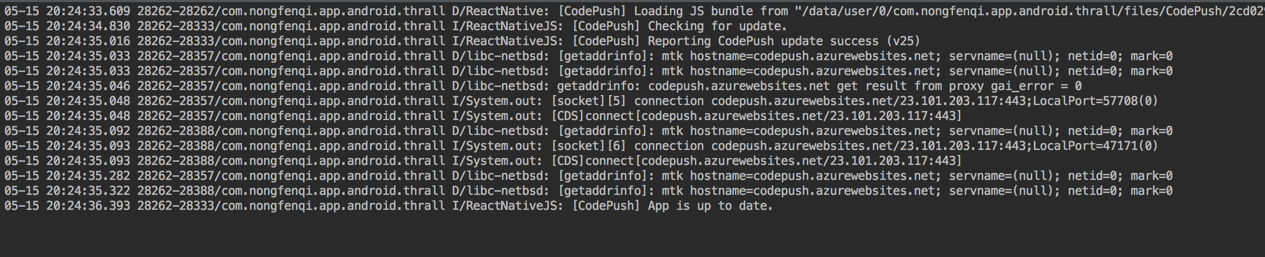 05-15 20:24:33.609 28262-28262/com.nongfenqi.app.android.thrall D/ReactNative: [CodePush] Loading JS bundle from "/data/user/0/com.nongfenqi.app.android.thrall/files/CodePush/2cd029
05-15 20:24:34.830 28262-28333/com.nongfenqi.app.android.thrall I/ReactNativeJS: [CodePush] Checking for update.
05-15 20:24:35.016 28262-28333/com.nongfenqi.app.android.thrall I/ReactNativeJS: [CodePush] Reporting CodePush update success (v25)
05-15 20:24:35.033 28262-28357/com.nongfenqi.app.android.thrall D/libc-netbsd: [getaddrinfo]: mtk hostname=codepush.azurewebsites.net; servname=(null); netid=0; mark=0
05-15 20:24:35.033 28262-28357/com.nongfenqi.app.android.thrall D/libc-netbsd: [getaddrinfo]: mtk hostname=codepush.azurewebsites.net; servname=(null); netid=0; mark=0
05-15 20:24:35.046 28262-28357/com.nongfenqi.app.android.thrall D/libc-netbsd: getaddrinfo: codepush.azurewebsites.net get result from proxy gai_error = 0
05-15 20:24:35.048 28262-28357/com.nongfenqi.app.android.thrall I/System.out: [socket][5] connection codepush.azurewebsites.net/23.101.203.117:443;LocalPort=57708(0)
05-15 20:24:35.048 28262-28357/com.nongfenqi.app.android.thrall I/System.out: [CDS]connect[codepush.azurewebsites.net/23.101.203.117:443]
05-15 20:24:35.092 28262-28388/com.nongfenqi.app.android.thrall D/libc-netbsd: [getaddrinfo]: mtk hostname=codepush.azurewebsites.net; servname=(null); netid=0; mark=0
05-15 20:24:35.093 28262-28388/com.nongfenqi.app.android.thrall I/System.out: [socket][6] connection codepush.azurewebsites.net/23.101.203.117:443;LocalPort=47171(0)
05-15 20:24:35.093 28262-28388/com.nongfenqi.app.android.thrall I/System.out: [CDS]connect[codepush.azurewebsites.net/23.101.203.117:443]
05-15 20:24:35.282 28262-28357/com.nongfenqi.app.android.thrall D/libc-netbsd: [getaddrinfo]: mtk hostname=codepush.azurewebsites.net; servname=(null); netid=0; mark=0
05-15 20:24:35.322 28262-28388/com.nongfenqi.app.android.thrall D/libc-netbsd: [getaddrinfo]: mtk hostname=codepush.azurewebsites.net; servname=(null); netid=0; mark=0
05-15 20:24:36.393 28262-28333/com.nongfenqi.app.android.thrall I/ReactNativeJS: [CodePush] App is up to date.